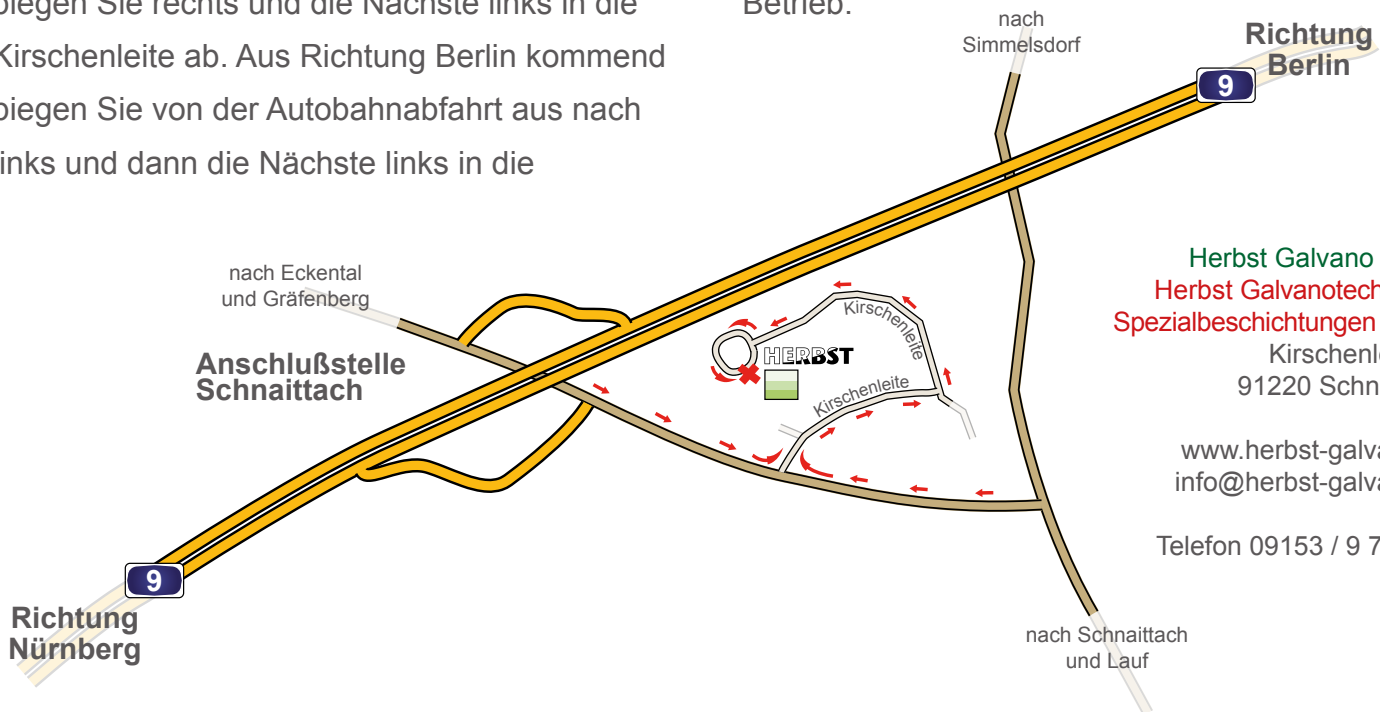 biegen Sie rechts und die Nächste links in die
Kirschenleite ab. Aus Richtung Berlin kommend
biegen Sie von der Autobahnabfahrt aus nach
links und dann die Nächste links in die
Betrieb.
nach
Simmelsdorf
Richtung
Berlin
9
nach Eckental
und Gräfenberg
Anschlußstelle
Schnaittach
Kirschenleite
HERBST
Kirschenleite
Herbst Galvano
Herbst Galvanotech
Spezialbeschichtungen
Kirschenle
91220 Schn
www.herbst-galva
info@herbst-galva
Telefon 09153 / 9 7
9
Richtung
Nürnberg
nach Schnaittach
und Lauf